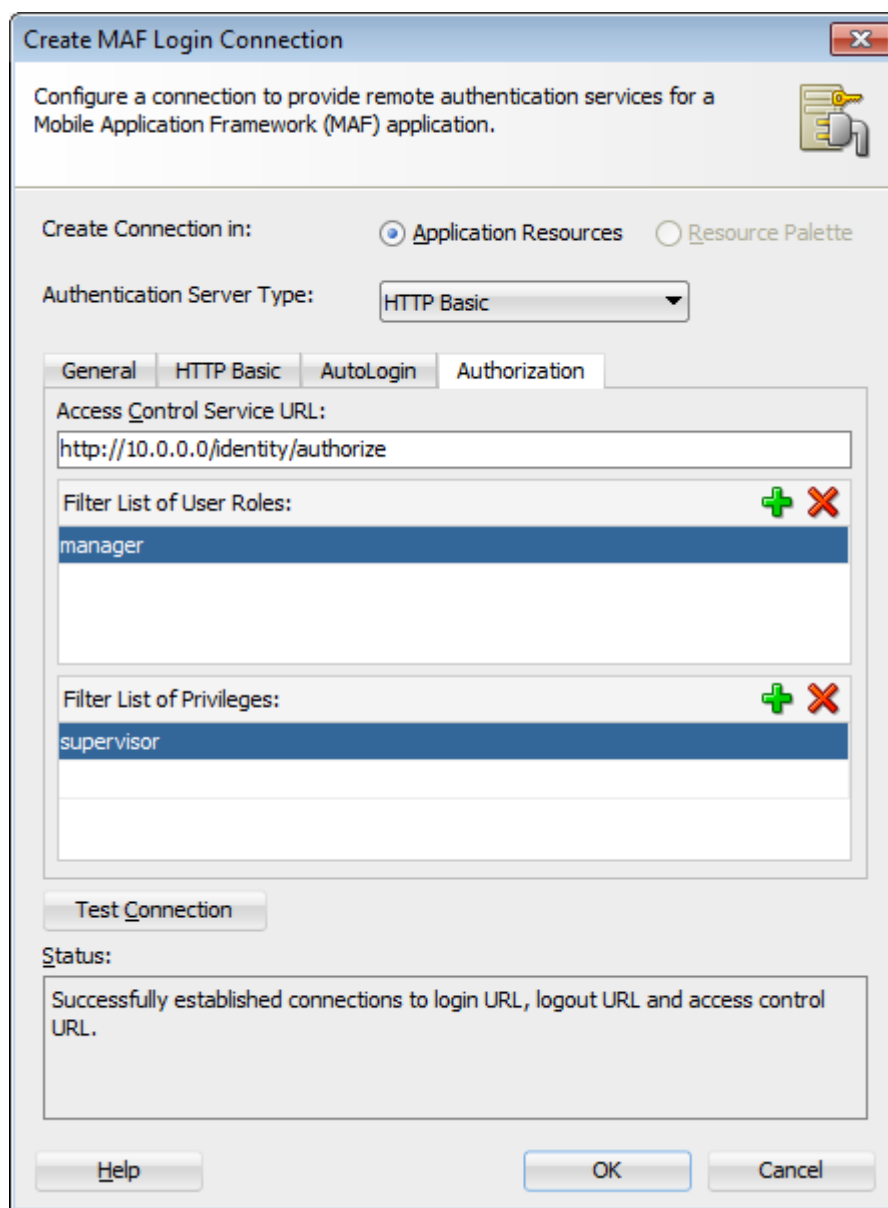 Create MAF Login Connection
Configure a connection to provide remote authentication services for a
Mobile Application Framework (MAF) application.
Create Connection in:
Application Resources
Resource Palette
Authentication Server Type:
HTTP Basic
General
HTTP Basic
AutoLogin
Authorization
Access Control Service URL:
http://10.0.0.0/identity/authorize
Filter List of User Roles:
manager
Filter List of Privileges:
supervisor
Test Connection
Status:
Successfully established connections to login URL, logout URL and access control
URL.
Help
OK
Cancel